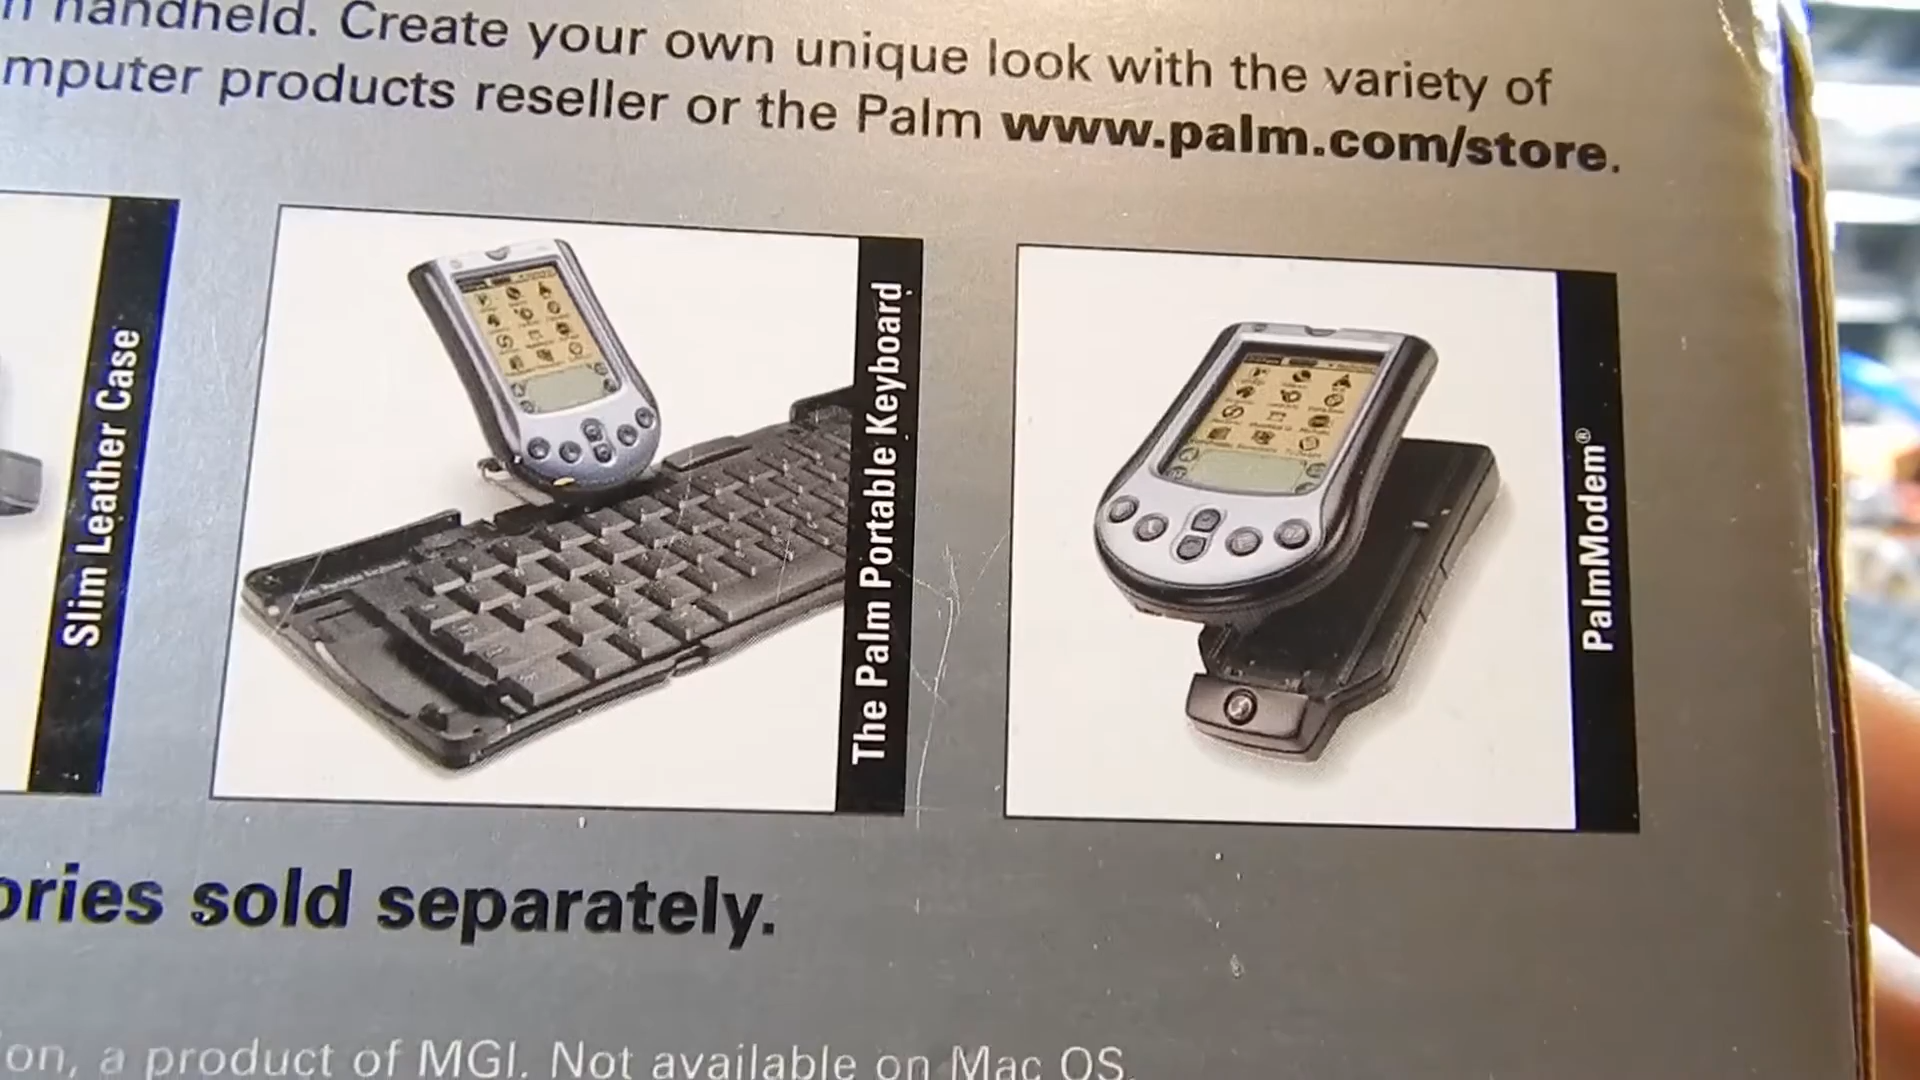 handheld. Create your own unique look with the variety of
mputer products reseller or the Palm www.palm.com/store.
Slim Leather Case
The Palm Portable Keyboard
PalmModem®
ories sold separately.
on, a product of MGI. Not available on Mac OS.